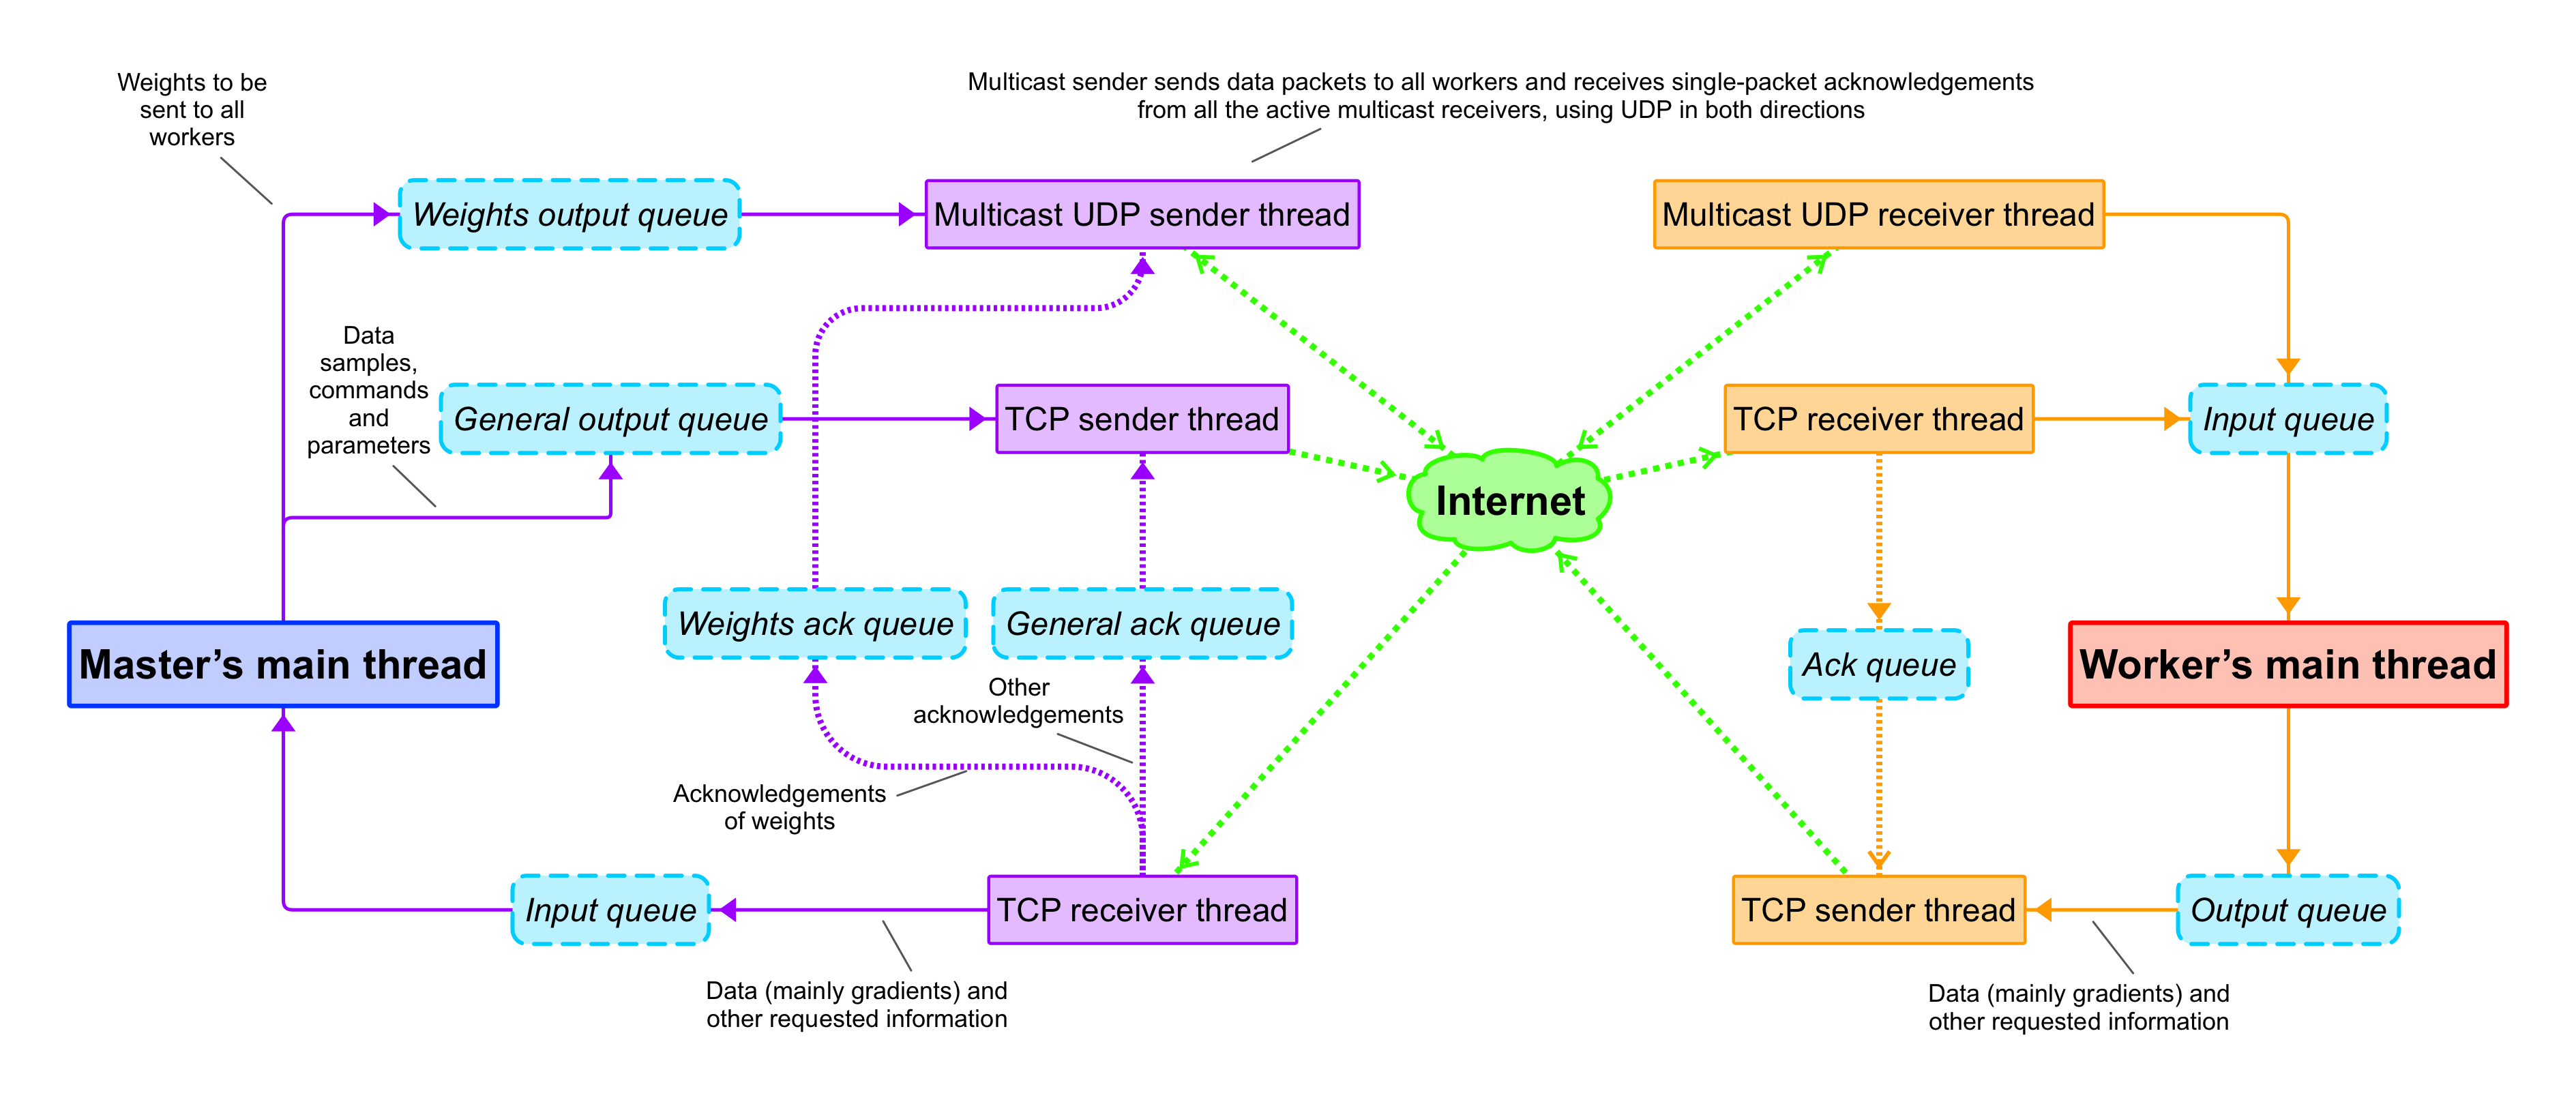 Weights to be
sent to all
workers
Multicast sender sends data packets to all workers and receives single-packet acknowledgements
from all the active multicast receivers, using UDP in both directions
Weights output queue
Multicast UDP sender thread
Multicast UDP receiver thread
Data
samples,
commands
and
parameters
General output queue
TCP sender thread
TCP receiver thread
Input queue
Internet
Master’s main thread
Weights ack queue
General ack queue
Ack queue
Worker’s main thread
Other
acknowledgements
Acknowledgements
of weights
Input queue
TCP receiver thread
TCP sender thread
Output queue
Data (mainly gradients) and
other requested information
Data (mainly gradients) and
other requested information